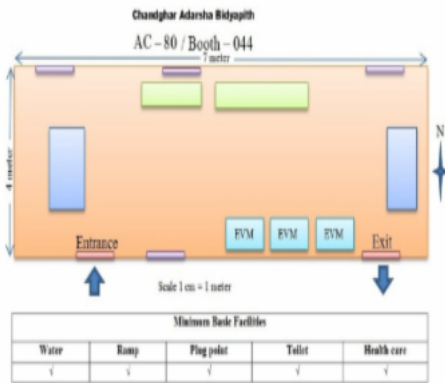 Chandghar Adarsha Bidyapith
AC – 80 / Booth – 044
7 meter
4 meter
N
EVM EVM EVM
Entrance Exit
Scale 1 cm = 1 meter
Minimum Basic Facilities
Water Ramp Plug point Toilet Health care
√ √ √ √ √